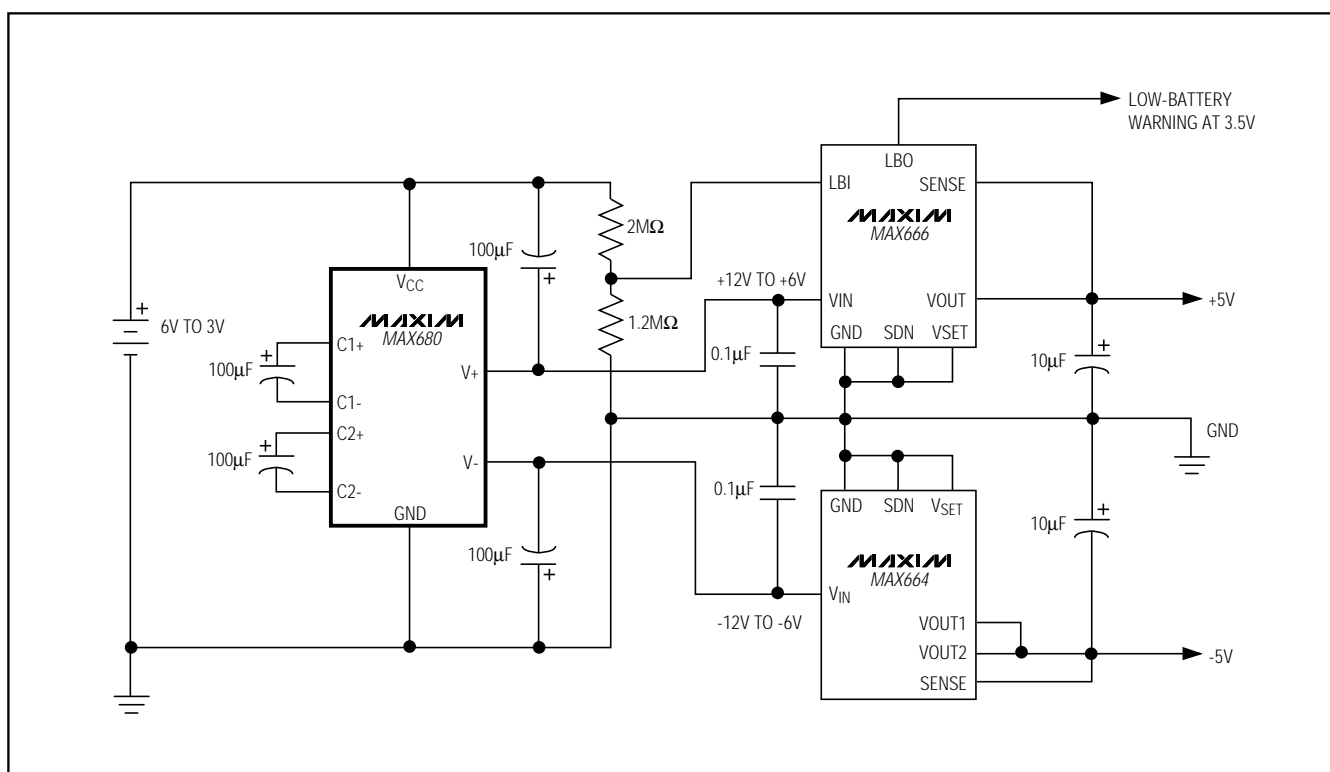 LOW-BATTERY
WARNING AT 3.5V
LBO
LBI
SENSE
MAXIM
MAX666
2MΩ
100µF
+
VCC
+12V TO +6V
VIN
VOUT
+5V
+
6V TO 3V
MAXIM
MAX680
1.2MΩ
GND
SDN
VSET
C1+
+
100µF
C1-
V+
0.1µF
10µF
+
C2+
+
100µF
C2-
V-
GND
0.1µF
GND
SDN
VSET
10µF
+
GND
100µF
+
MAXIM
MAX664
VIN
-12V TO -6V
VOUT1
VOUT2
-5V
SENSE